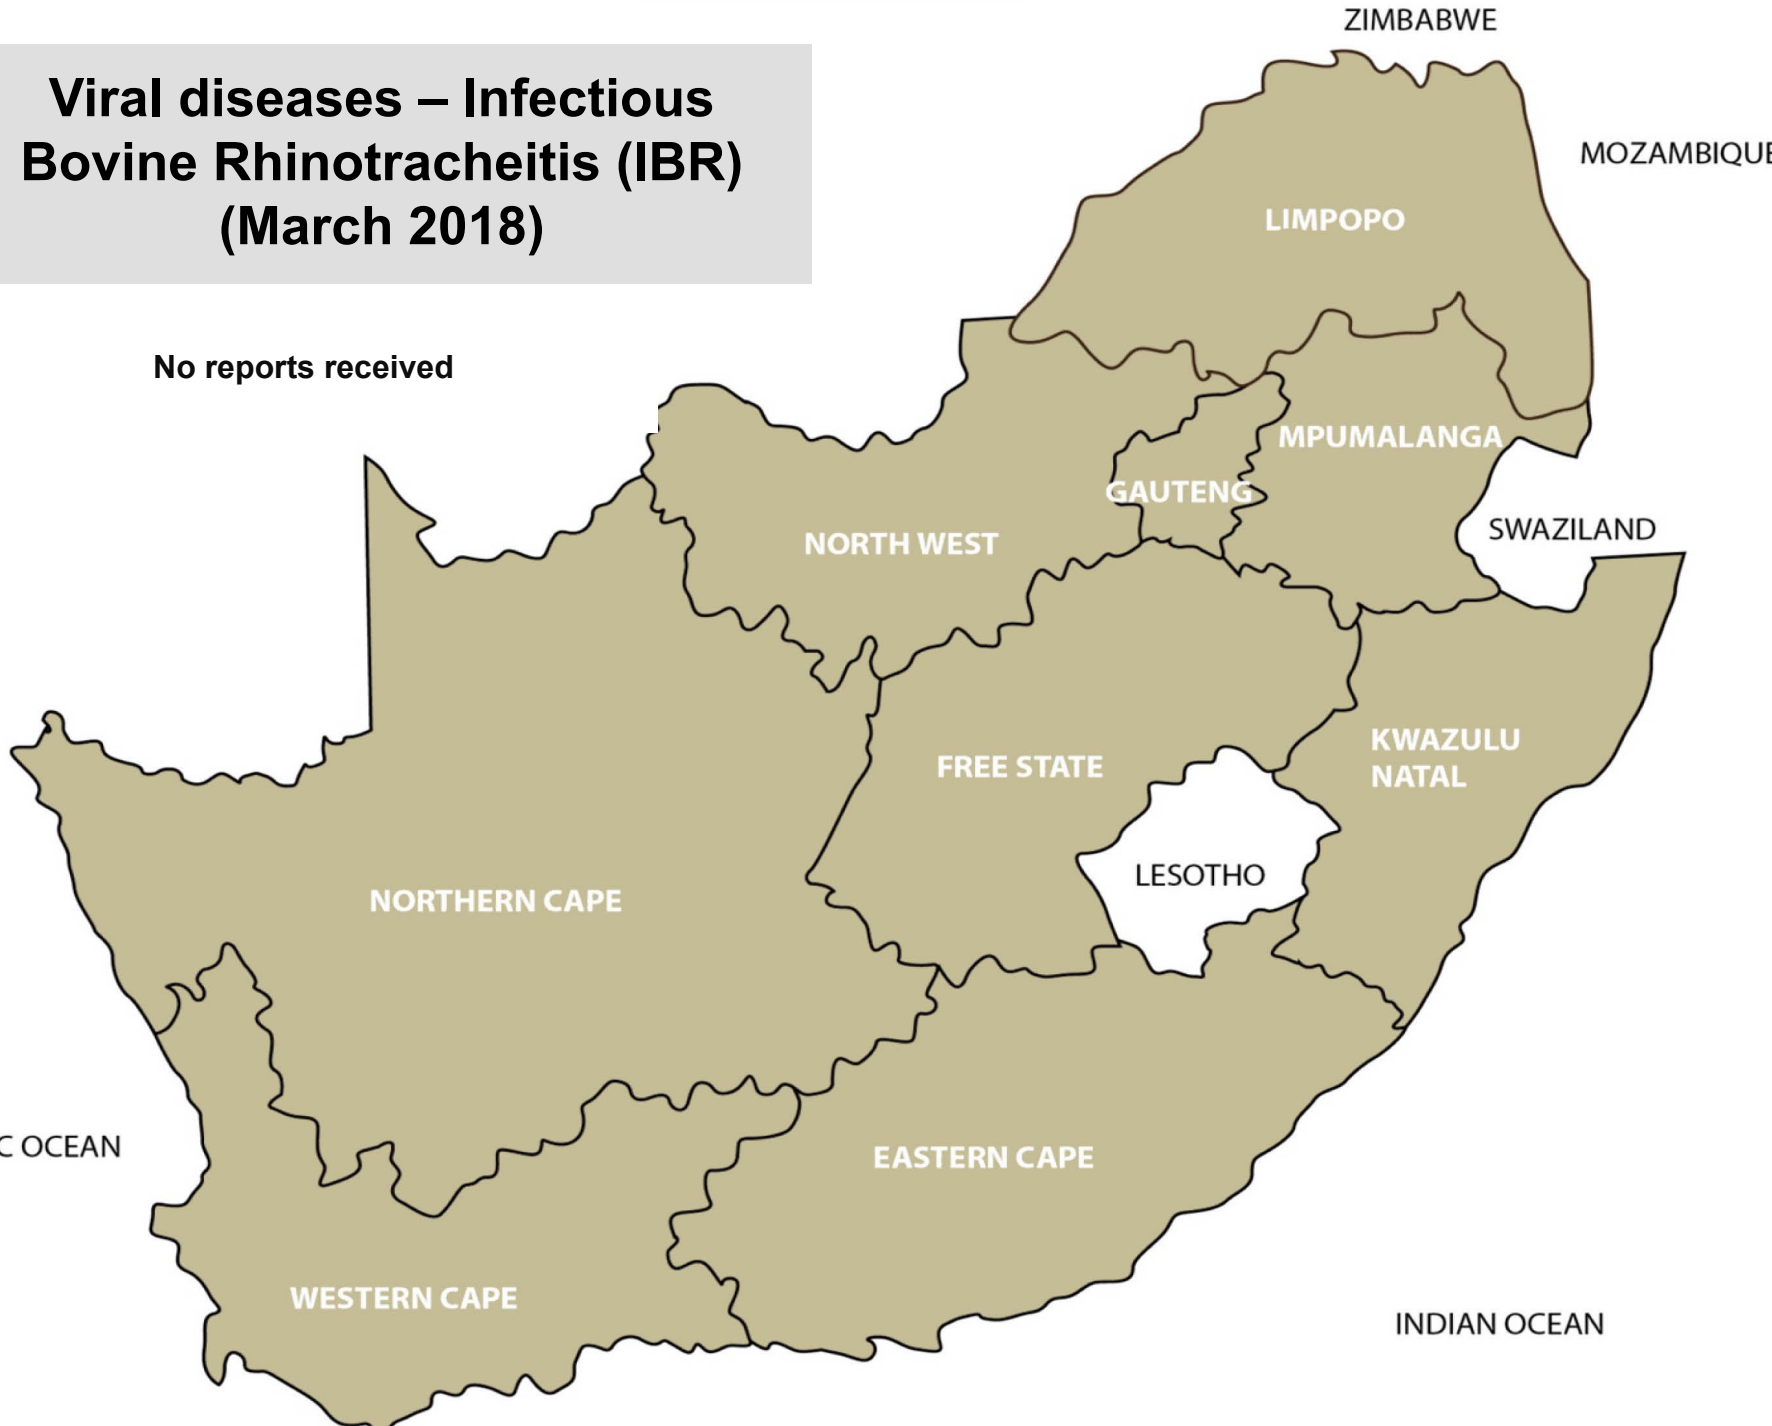 ZIMBABWE
Viral diseases – Infectious
Bovine Rhinotracheitis (IBR)
(March 2018)
MOZAMBIQUE
LIMPOPO
No reports received
MPUMALANGA
GAUTENG
SWAZILAND
NORTH WEST
KWAZULU
NATAL
FREE STATE
LESOTHO
NORTHERN CAPE
C OCEAN
EASTERN CAPE
WESTERN CAPE
INDIAN OCEAN